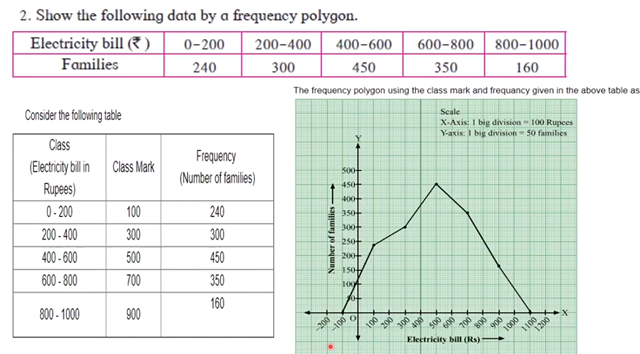 2. Show the following data by a frequency polygon.
Electricity bill (₹) 0-200 200-400 400-600 600-800 800-1000
Families 240 300 450 350 160
The frequency polygon using the class mark and frequancy given in the above table as
Consider the following table
Class (Electricity bill in Rupees) Class Mark Frequency (Number of families)
0 - 200 100 240
200 - 400 300 300
400 - 600 500 450
600 - 800 700 350
800 - 1000 900 160
Scale
X-Axis: 1 big division = 100 Rupees
Y-axis: 1 big division = 50 families
Y
500
450
400
350
300
250
200
150
100
50
Number of families
-200 -100 O 100 200 300 400 500 600 700 800 900 1000 1100 1200 X
Electricity bill (Rs)